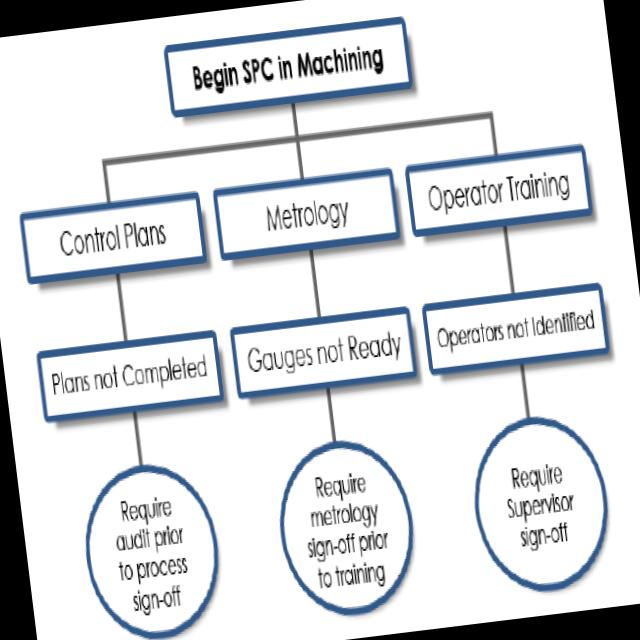 Begin SPC in Machining
Control Plans
Metrology
Operator Training
Plans not Completed
Gauges not Ready
Operators not Identified
Require
audit prior
to process
sign-off
Require
metrology
sign-off prior
to training
Require
Supervisor
sign-off